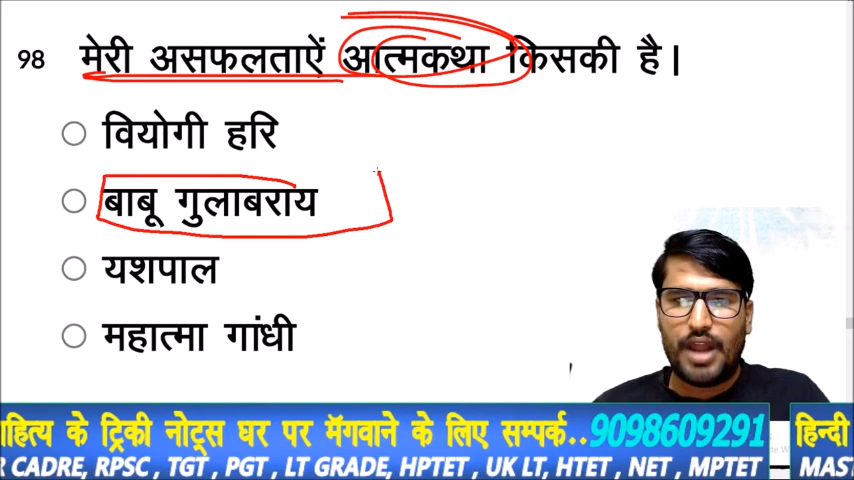 98 मेरी असफलताऐं आत्मकथा किसकी है।
वियोगी हरि
बाबू गुलाबराय
यशपाल
महात्मा गांधी
ाहित्य के ट्रिकी नोट्स घर पर मॅगवाने के लिए सम्पर्क..9098609291 हिन्दी
R CADRE, RPSC , TGT , PGT , LT GRADE, HPTET , UK LT, HTET , NET , MPTET MAST